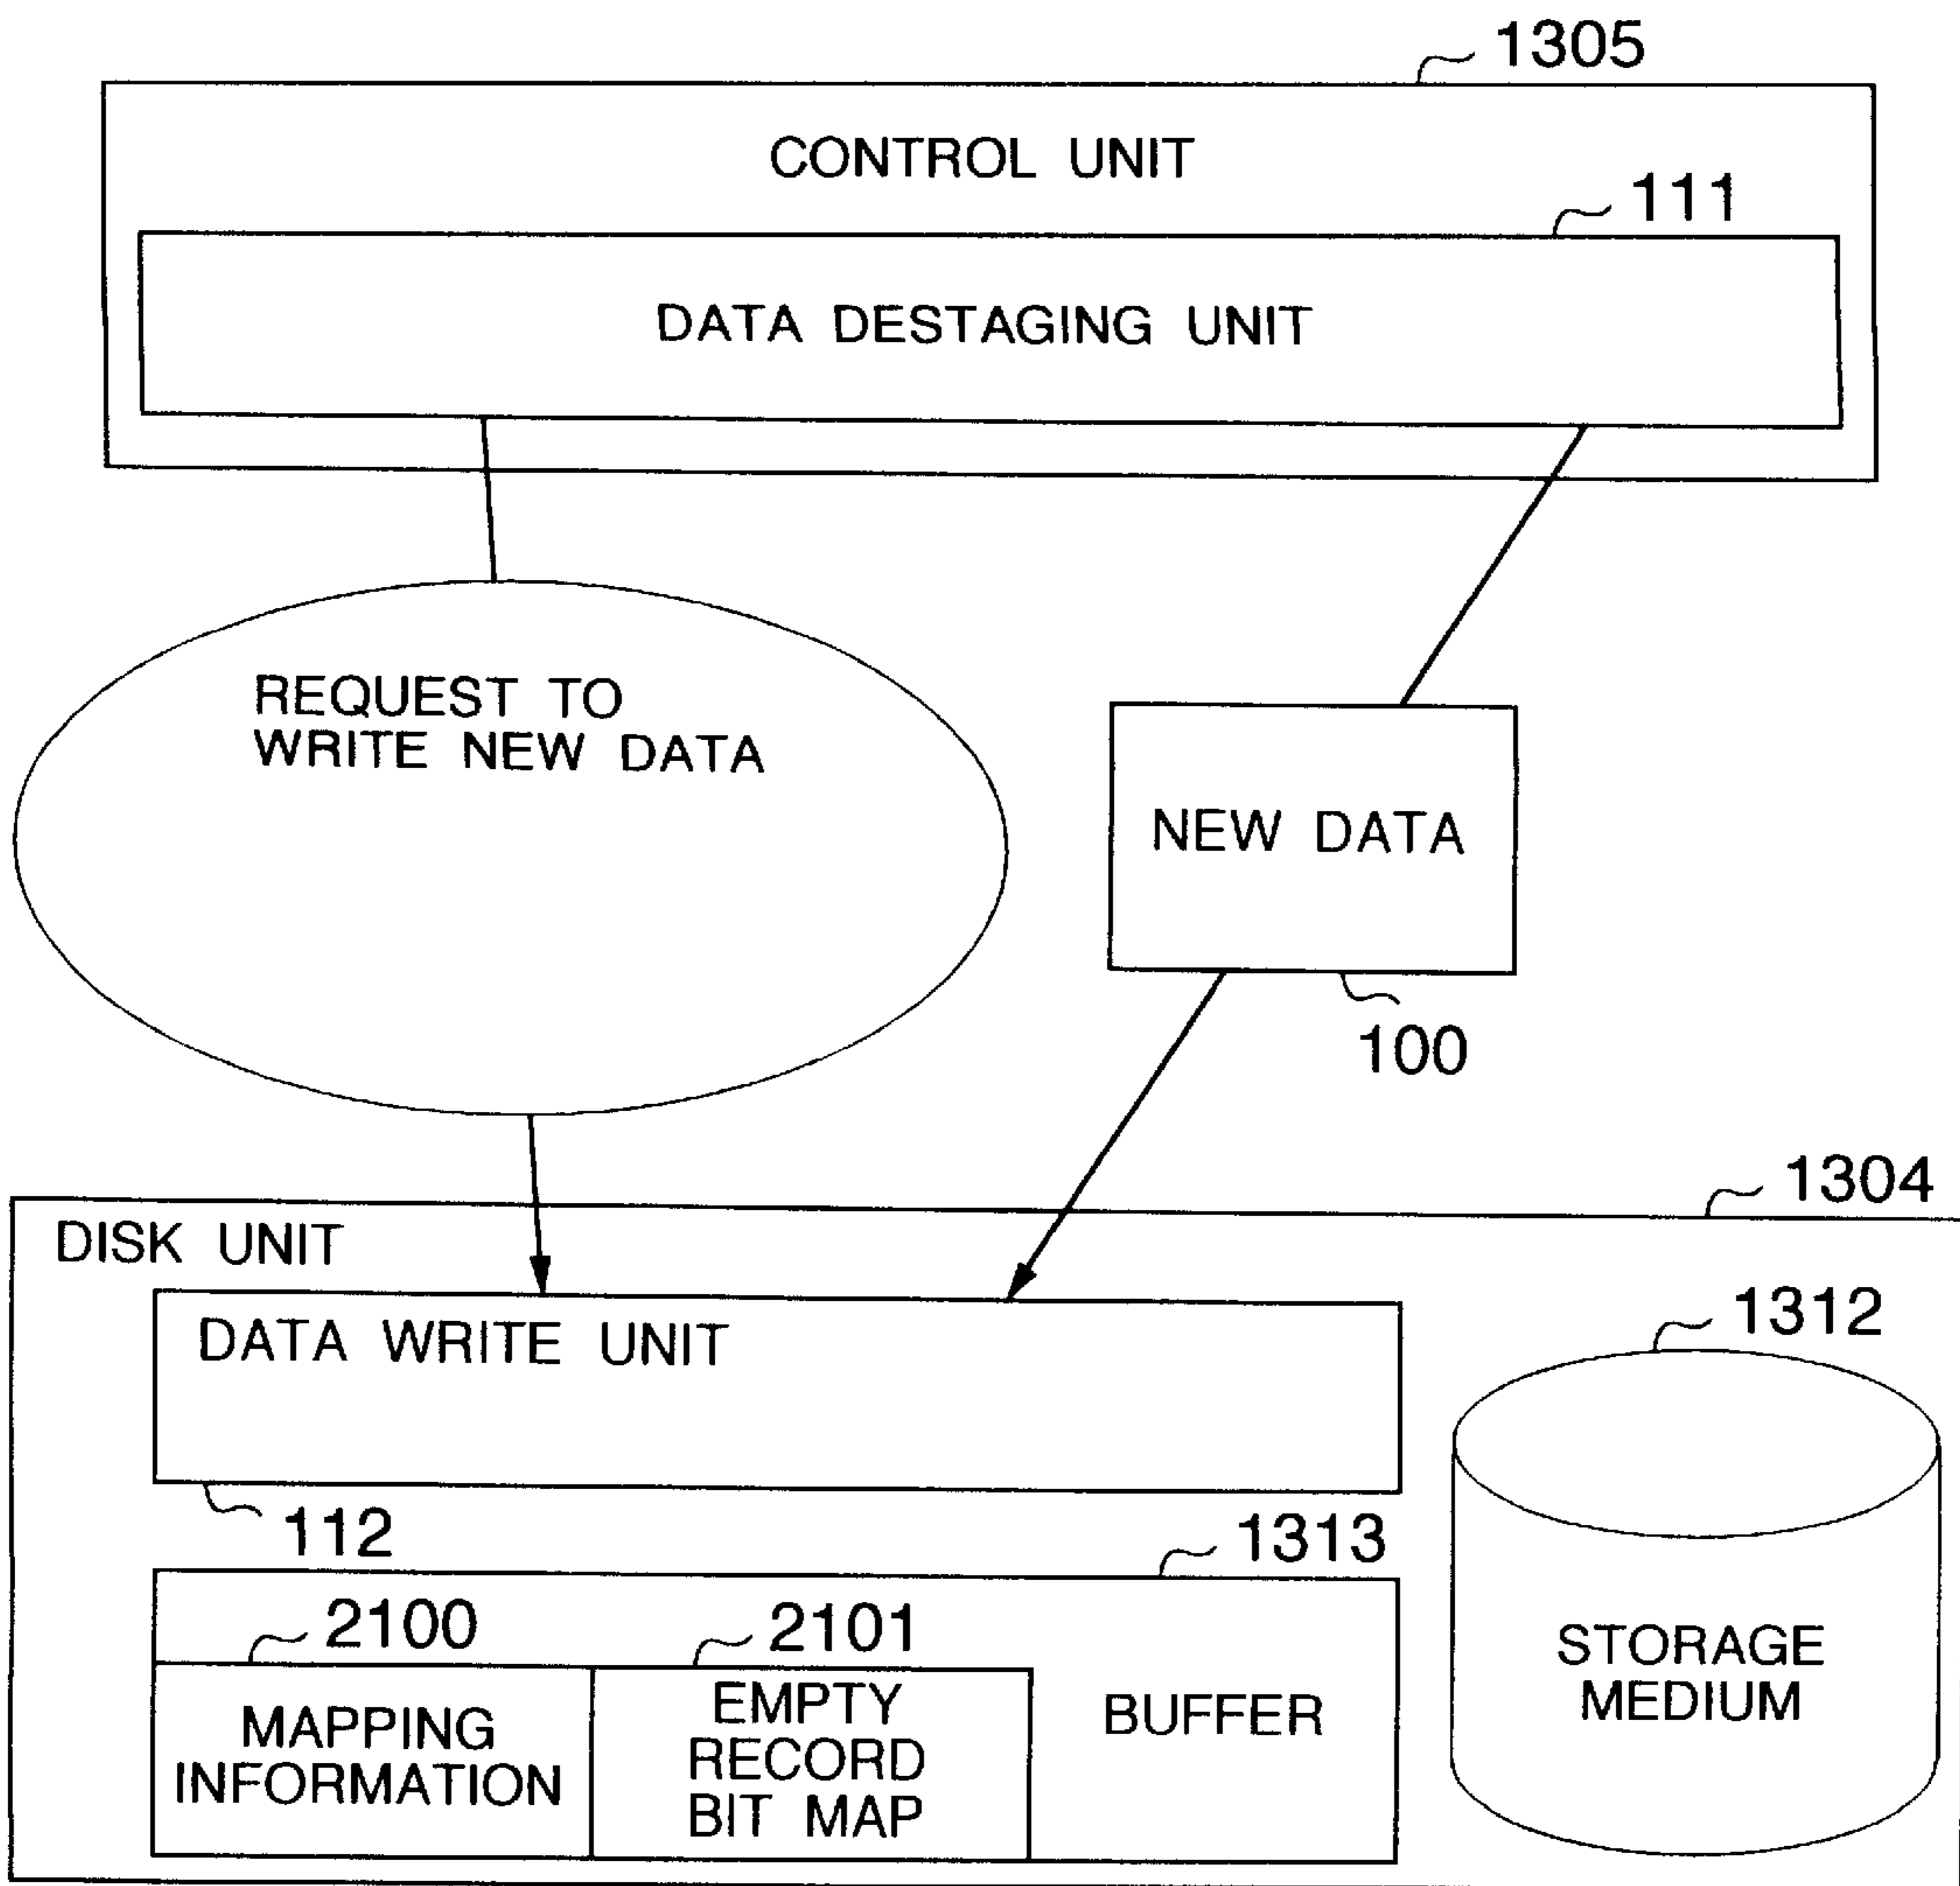 1305
CONTROL UNIT
111
DATA DESTAGING UNIT
REQUEST TO
WRITE NEW DATA
NEW DATA
100
1304
DISK UNIT
1312
DATA WRITE UNIT
112
1313
2100
2101
MAPPING
INFORMATION
EMPTY
RECORD
BIT MAP
BUFFER
STORAGE
MEDIUM